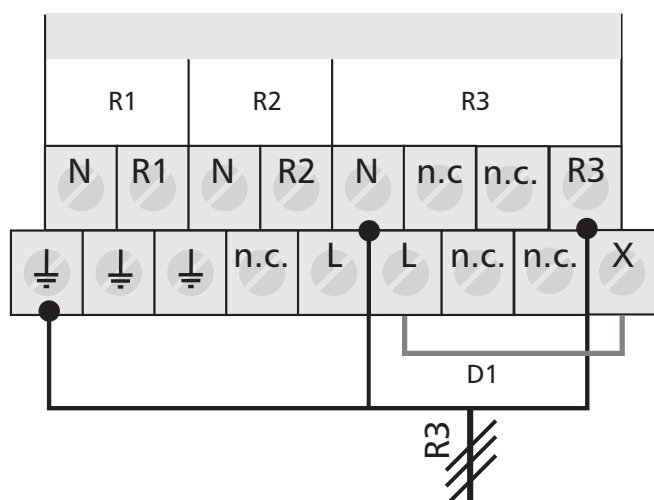 R1 R2 R3
N R1 N R2 N n.c n.c. R3
n.c. L L n.c. n.c. X
D1
R3